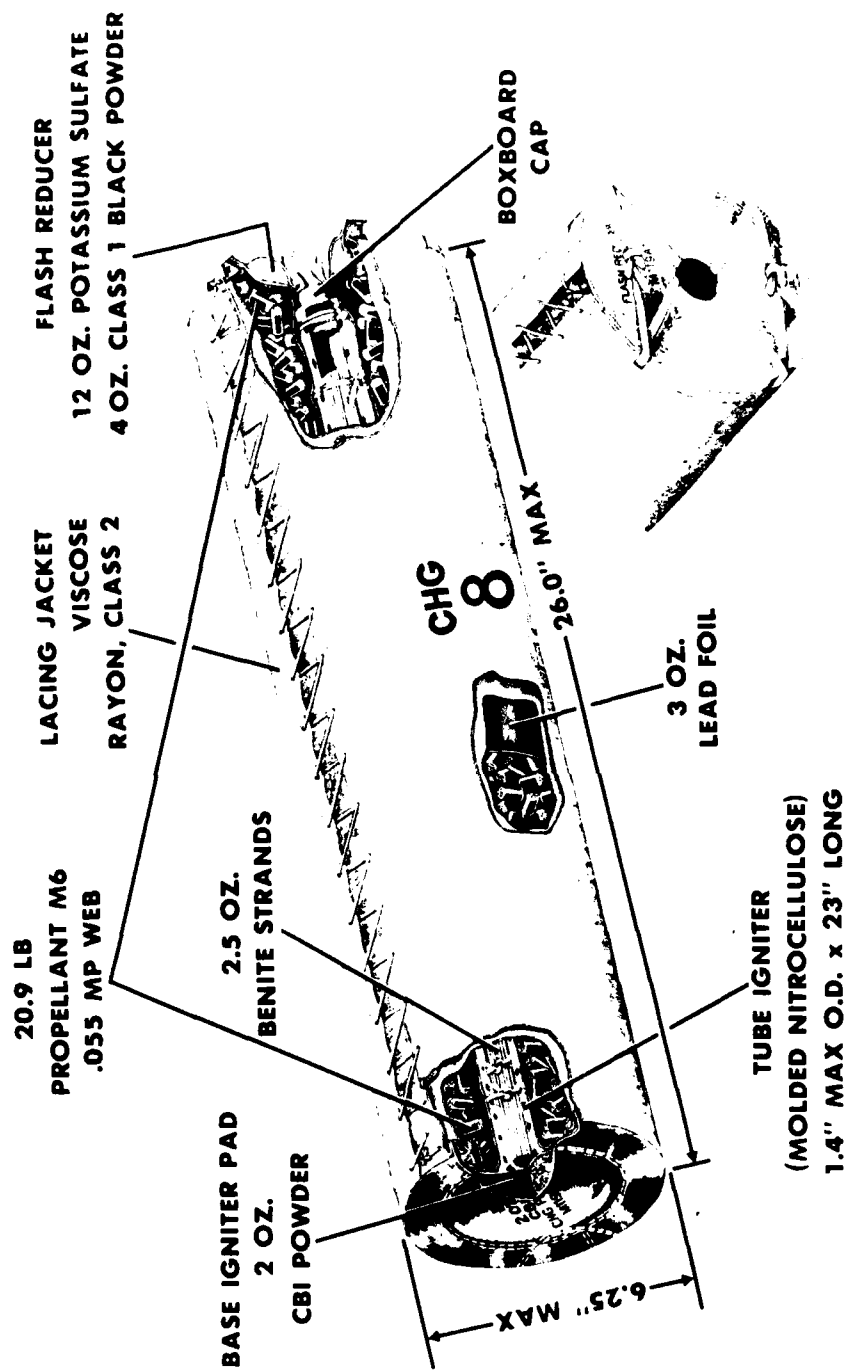 FLASH REDUCER
12 OZ. POTASSIUM SULFATE
4 OZ. CLASS 1 BLACK POWDER
LACING JACKET
VISCOSE
RAYON, CLASS 2
20.9 LB
PROPELLANT M6
.055 MP WEB
2.5 OZ.
BENITE STRANDS
BASE IGNITER PAD
2 OZ.
CBI POWDER
BOXBOARD
CAP
CHG
8
26.0" MAX
3 OZ.
LEAD FOIL
6.25" MAX
TUBE IGNITER
(MOLDED NITROCELLULOSE)
1.4" MAX O.D. x 23" LONG
FLASH